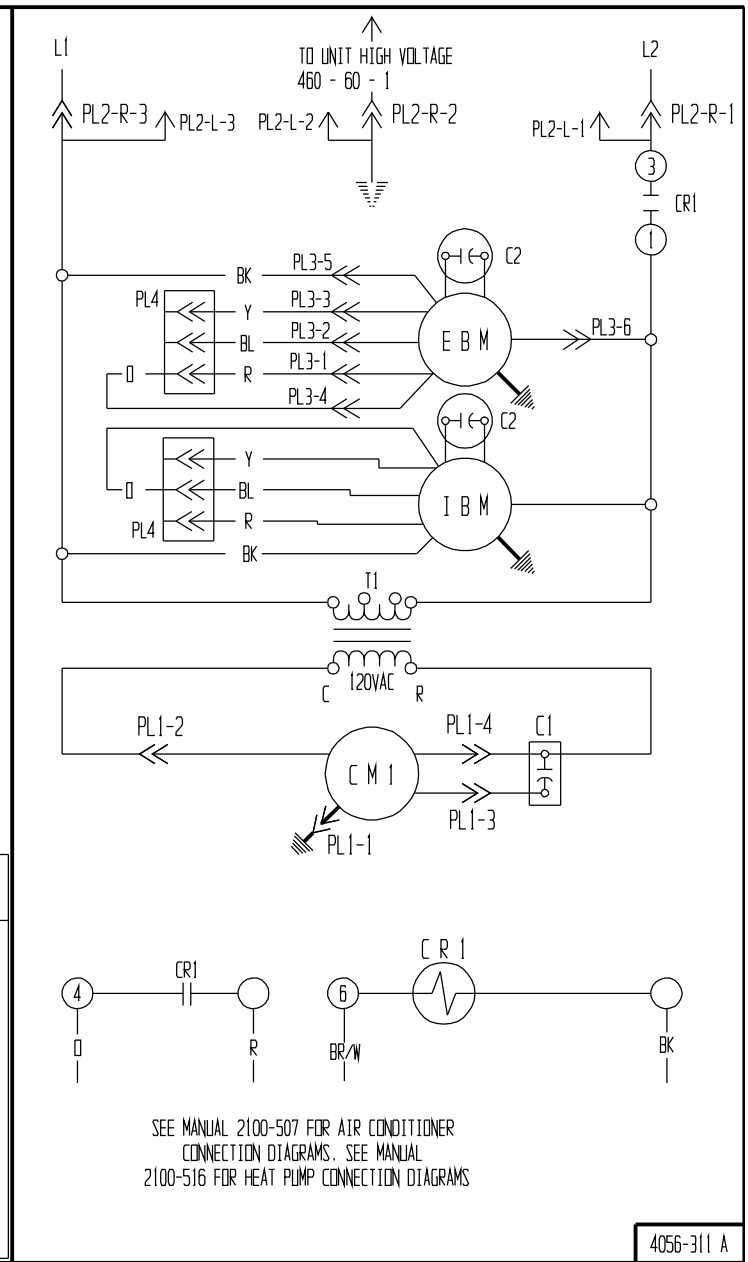 L1
TO UNIT HIGH VOLTAGE
460 - 60 - 1
L2
PL2-R-3
PL2-L-3
PL2-L-2
PL2-R-2
PL2-L-1
PL2-R-1
3
CR1
1
C2
BK
PL3-5
PL4
Y
PL3-3
BL
PL3-2
EBM
PL3-6
O
R
PL3-1
PL3-4
C2
Y
O
BL
IBM
PL4
R
BK
T1
120VAC
C
R
PL1-2
PL1-4
C1
CM1
PL1-3
PL1-1
CR1
CR1
4
6
O
R
BR/W
BK
SEE MANUAL 2100-507 FOR AIR CONDITIONER
CONNECTION DIAGRAMS. SEE MANUAL
2100-516 FOR HEAT PUMP CONNECTION DIAGRAMS
4056-311 A